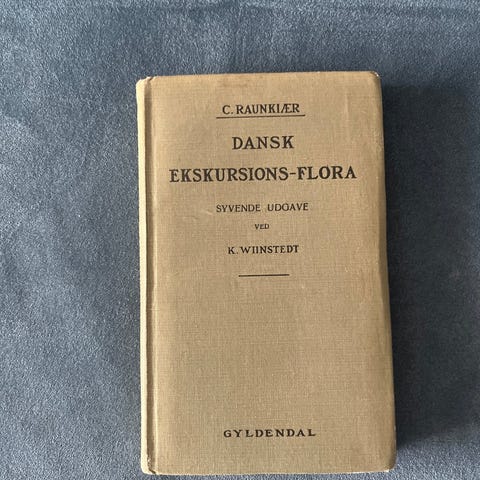 C. RAUNKIÆR
DANSK
EKSKURSIONS-FLORA
SYVENDE UDGAVE
VED
K. WIINSTEDT
GYLDENDAL